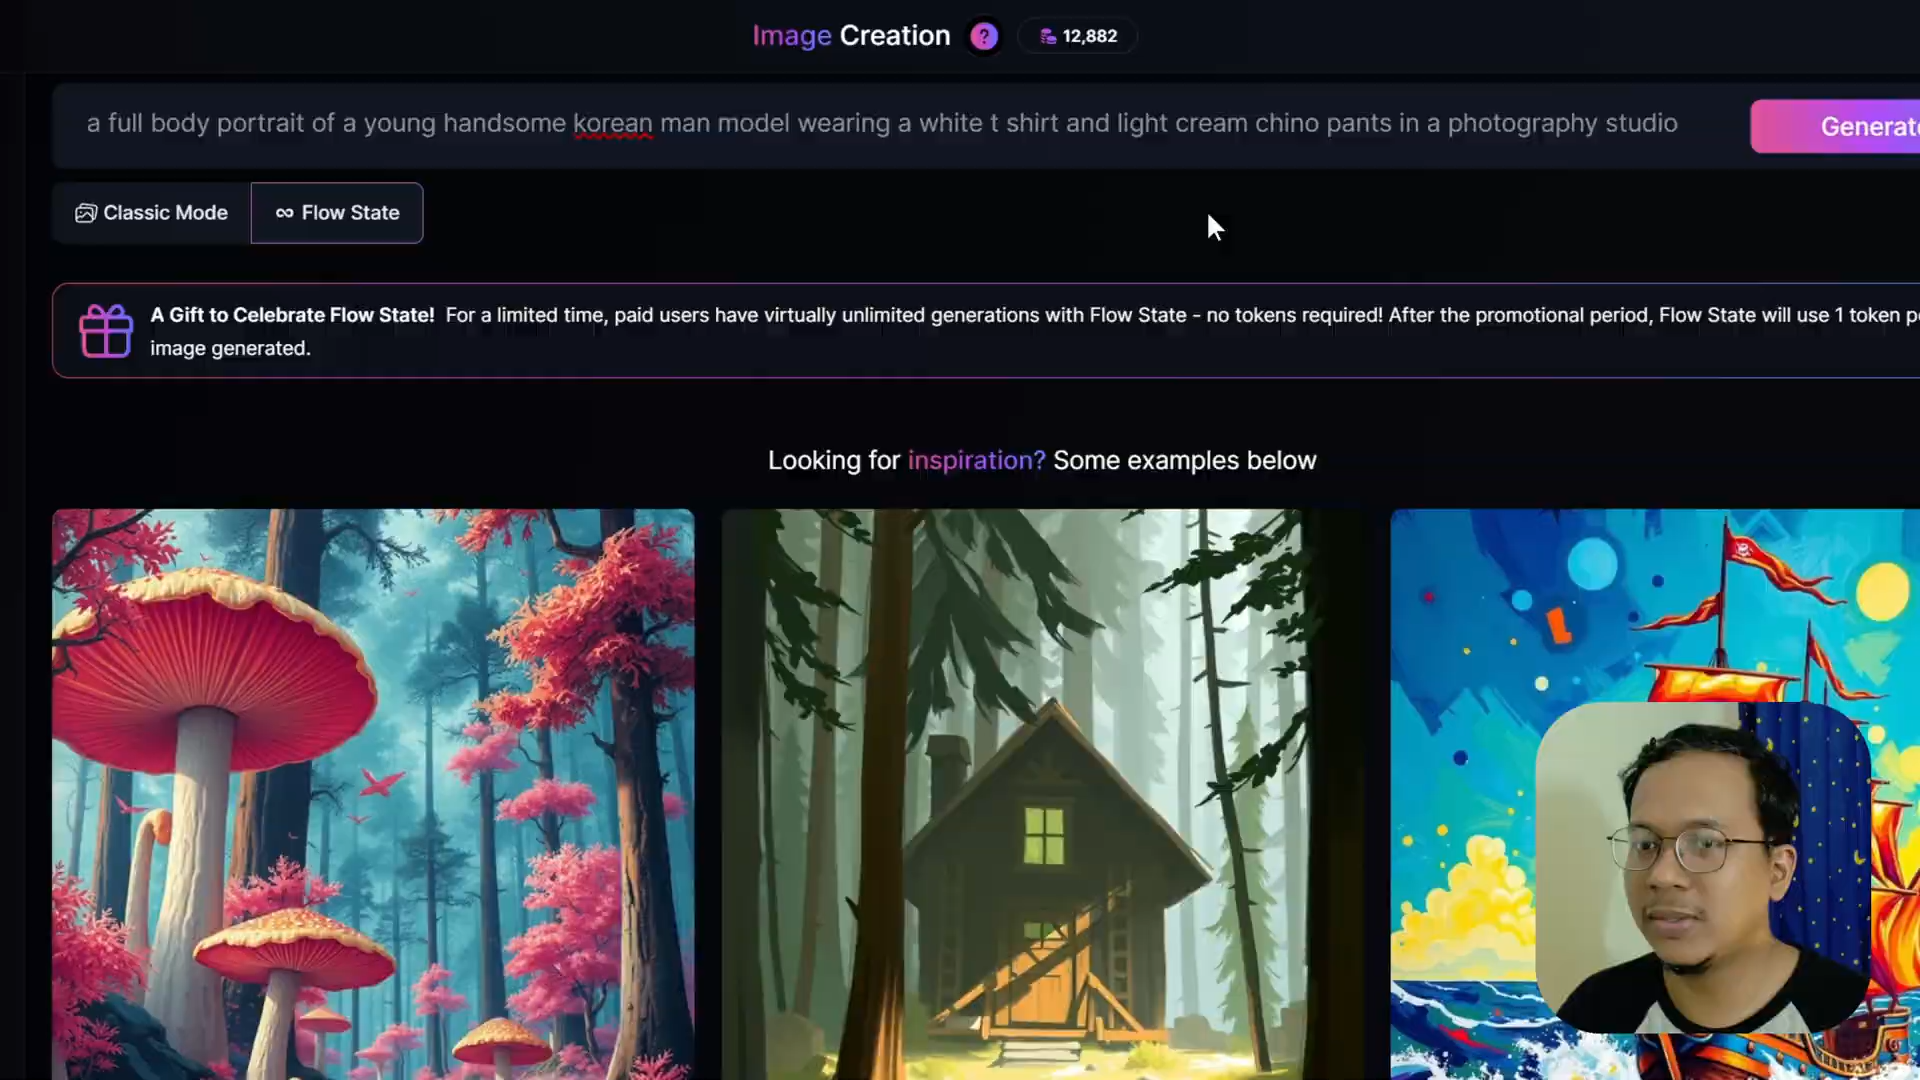 Image Creation ? 12,882
a full body portrait of a young handsome korean man model wearing a white t shirt and light cream chino pants in a photography studio
Generate
Classic Mode
Flow State
A Gift to Celebrate Flow State! For a limited time, paid users have virtually unlimited generations with Flow State - no tokens required! After the promotional period, Flow State will use 1 token
image generated.
Looking for inspiration? Some examples below